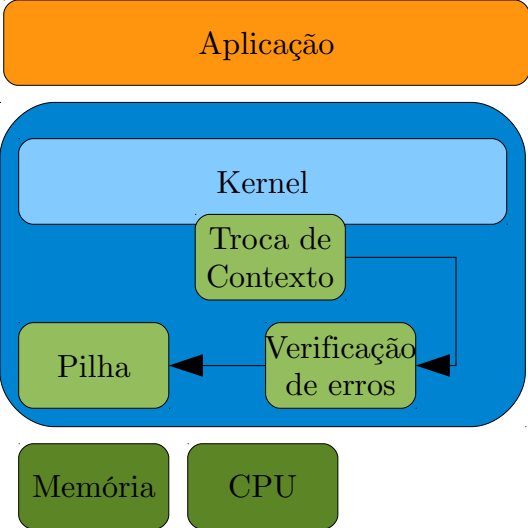 Aplicação
Kernel
Troca de
Contexto
Pilha
Verificação
de erros
Memória
CPU